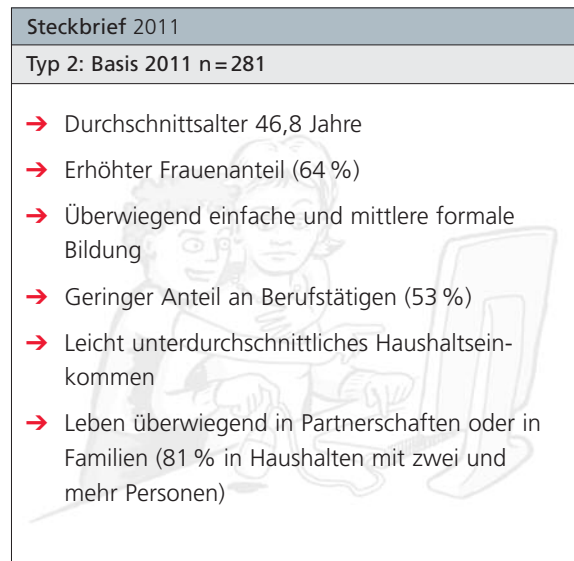 Steckbrief 2011
Typ 2: Basis 2011 n = 281
➔ Durchschnittsalter 46,8 Jahre
➔ Erhöhter Frauenanteil (64 %)
➔ Überwiegend einfache und mittlere formale
Bildung
➔ Geringer Anteil an Berufstätigen (53 %)
➔ Leicht unterdurchschnittliches Haushaltsein-
kommen
➔ Leben überwiegend in Partnerschaften oder in
Familien (81 % in Haushalten mit zwei und
mehr Personen)